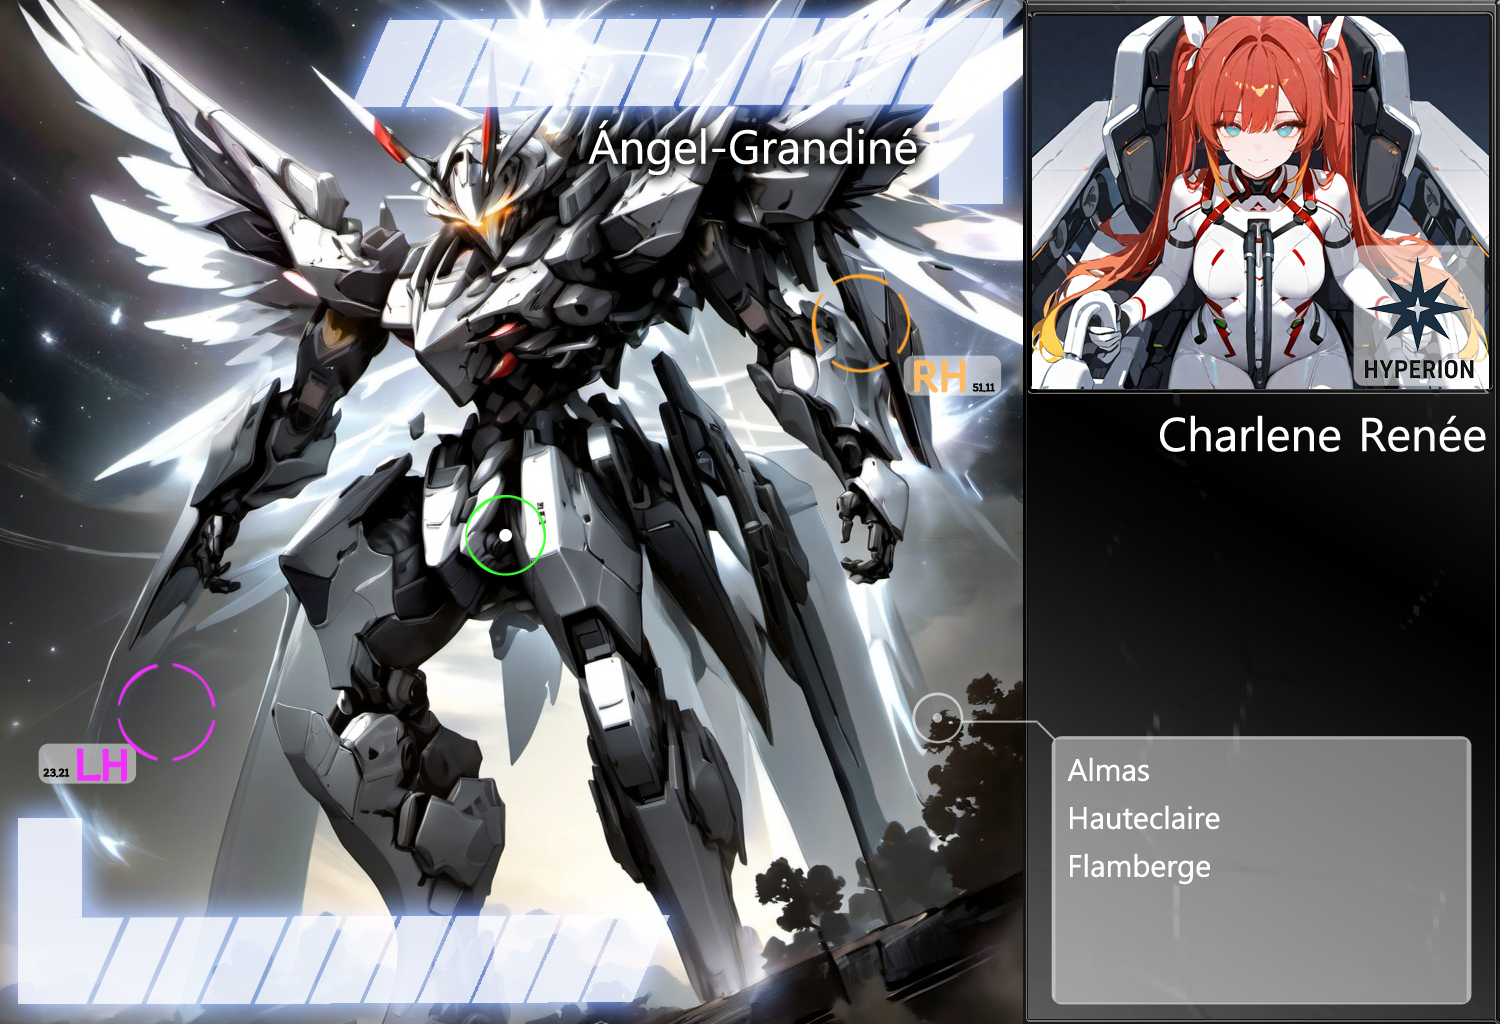 Ángel-Grandiné
HYPERION
RH 51,11
Charlene Renée
23,21 LH
Almas
Hauteclaire
Flamberge